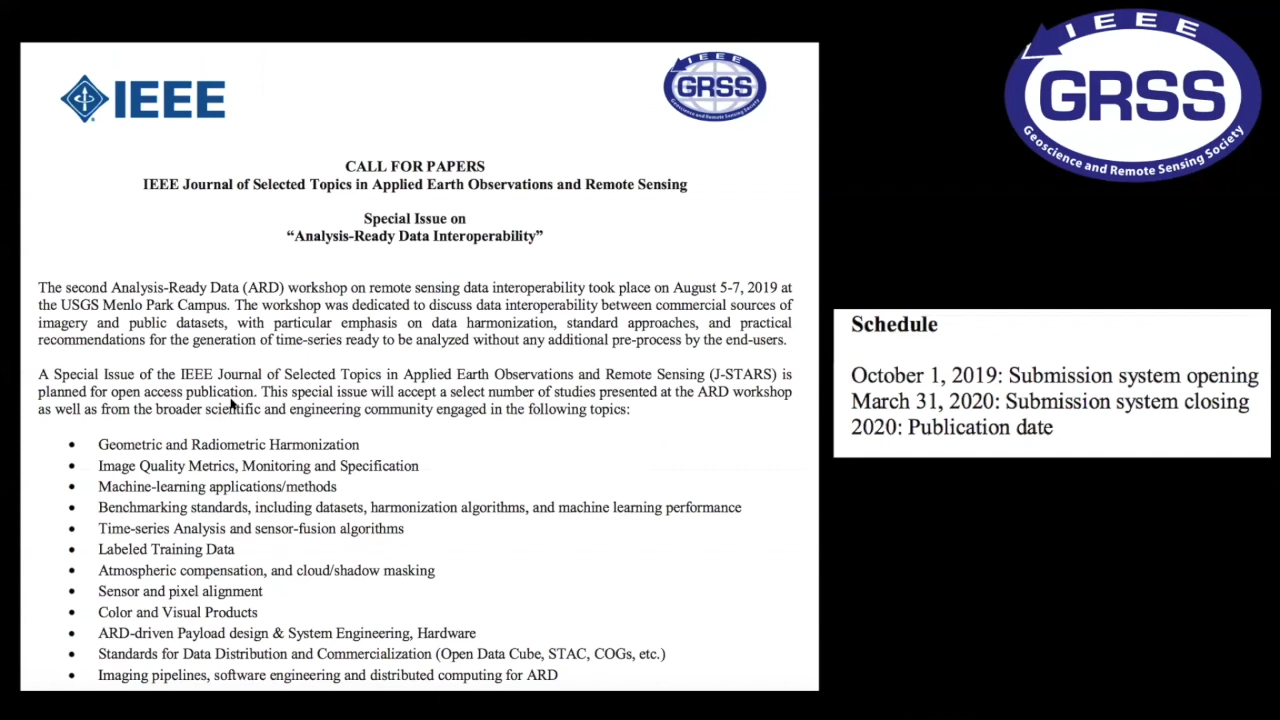 IEEE
IEEE
GRSS
Geoscience and Remote Sensing Society
CALL FOR PAPERS
IEEE Journal of Selected Topics in Applied Earth Observations and Remote Sensing
Special Issue on
“Analysis-Ready Data Interoperability”
The second Analysis-Ready Data (ARD) workshop on remote sensing data interoperability took place on August 5-7, 2019 at
the USGS Menlo Park Campus. The workshop was dedicated to discuss data interoperability between commercial sources of
imagery and public datasets, with particular emphasis on data harmonization, standard approaches, and practical
recommendations for the generation of time-series ready to be analyzed without any additional pre-process by the end-users.
A Special Issue of the IEEE Journal of Selected Topics in Applied Earth Observations and Remote Sensing (J-STARS) is
planned for open access publication. This special issue will accept a select number of studies presented at the ARD workshop
as well as from the broader scientific and engineering community engaged in the following topics:
• Geometric and Radiometric Harmonization
• Image Quality Metrics, Monitoring and Specification
• Machine-learning applications/methods
• Benchmarking standards, including datasets, harmonization algorithms, and machine learning performance
• Time-series Analysis and sensor-fusion algorithms
• Labeled Training Data
• Atmospheric compensation, and cloud/shadow masking
• Sensor and pixel alignment
• Color and Visual Products
• ARD-driven Payload design & System Engineering, Hardware
• Standards for Data Distribution and Commercialization (Open Data Cube, STAC, COGs, etc.)
• Imaging pipelines, software engineering and distributed computing for ARD
IEEE
GRSS
Geoscience and Remote Sensing Society
Schedule
October 1, 2019: Submission system opening
March 31, 2020: Submission system closing
2020: Publication date